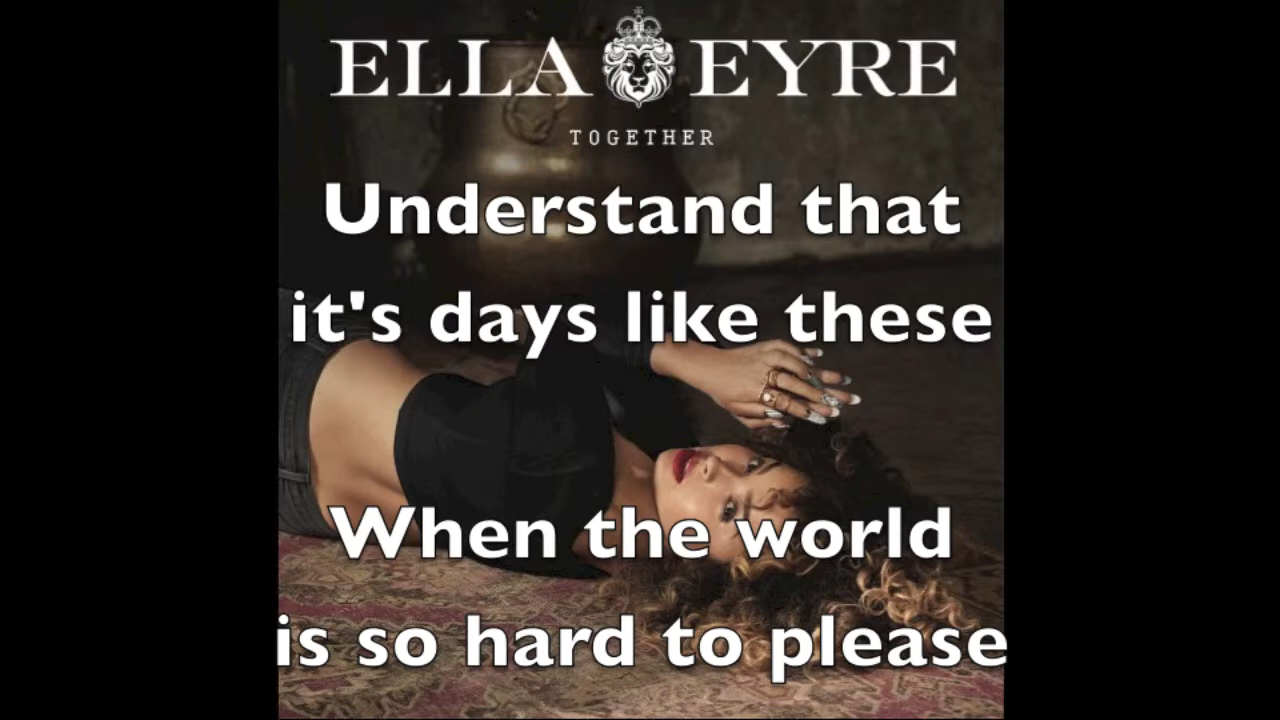 ELLA EYRE
TOGETHER
Understand that
it's days like these
When the world
is so hard to please